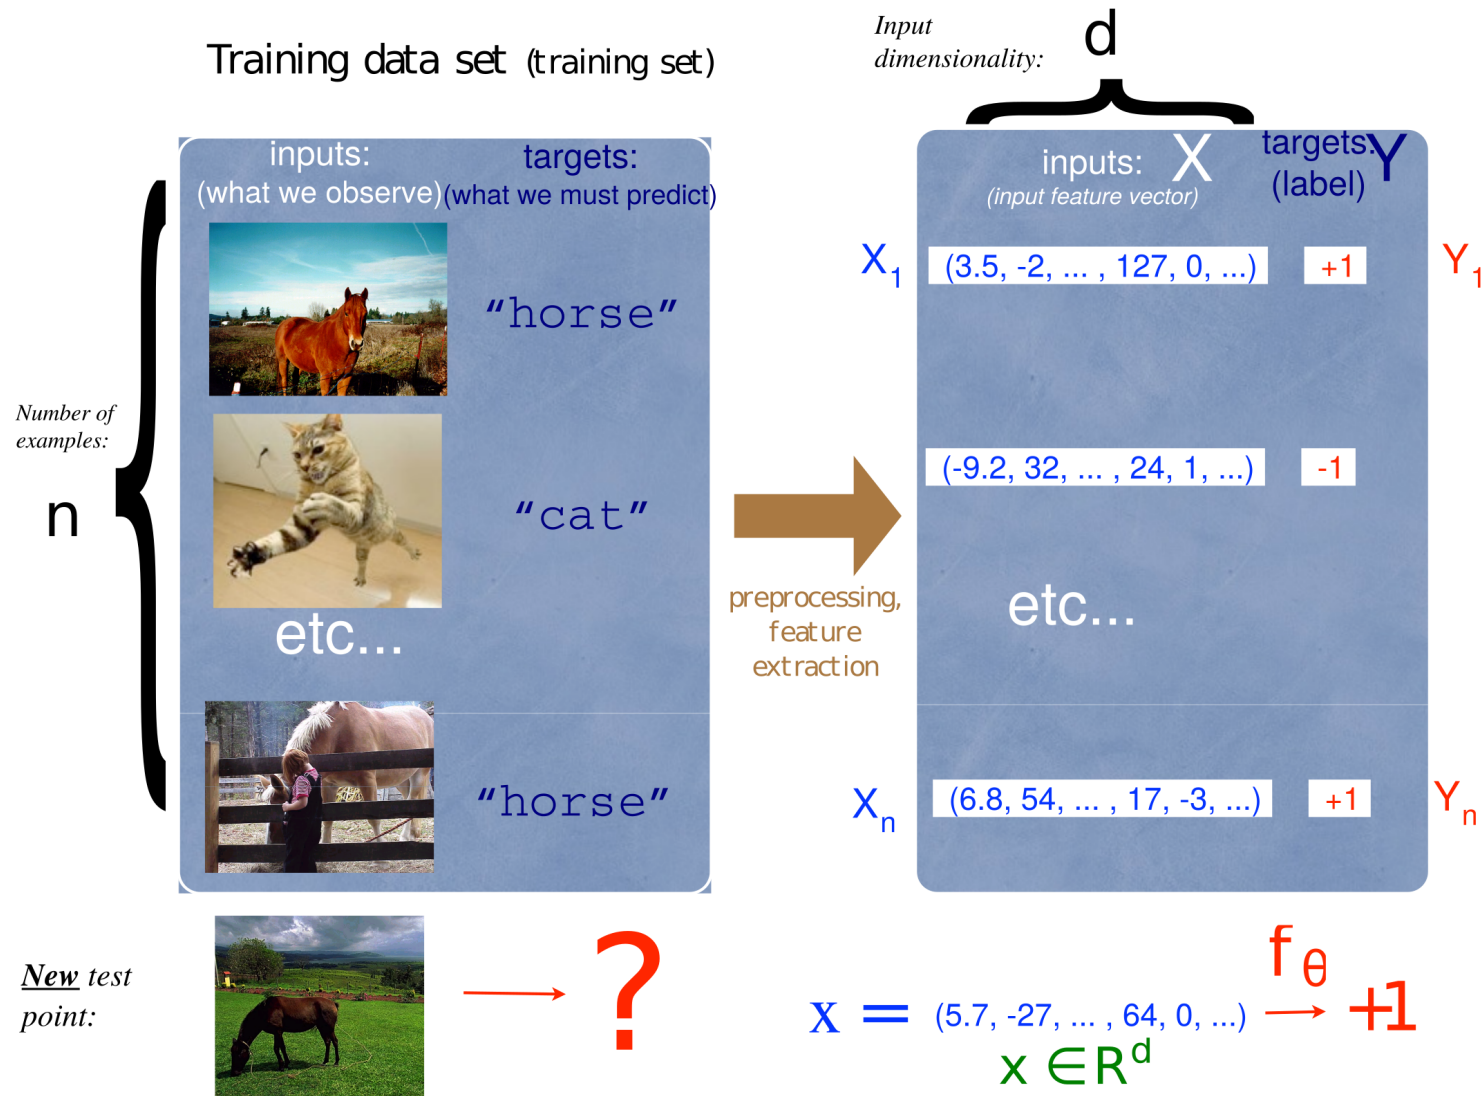 Training data set (training set)
Input
dimensionality:
d
inputs:
(what we observe)
targets:
(what we must predict)
"horse"
Number of
examples:
n
"cat"
etc...
"horse"
preprocessing,
feature
extraction
inputs: X
(input feature vector)
targets: Y
(label)
X1 (3.5, -2, ... , 127, 0, ...) +1 Y1
(-9.2, 32, ... , 24, 1, ...) -1
etc...
Xn (6.8, 54, ... , 17, -3, ...) +1 Yn
New test
point:
?
x = (5.7, -27, ... , 64, 0, ...) fθ +1
x ∈ R^d